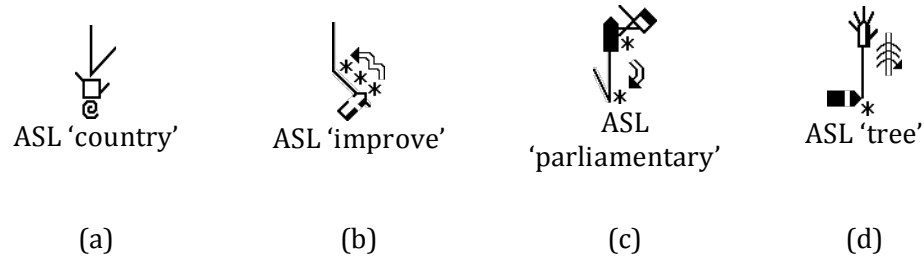 ASL ‘country’
ASL ‘improve’
ASL
‘parliamentary’
ASL ‘tree’
(a)
(b)
(c)
(d)